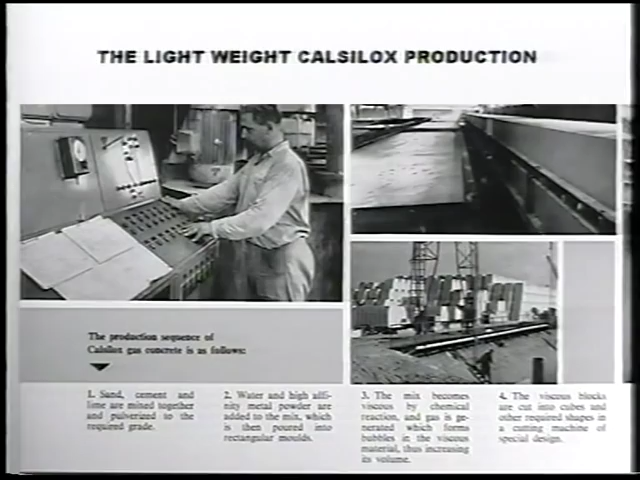 THE LIGHT WEIGHT CALSILOX PRODUCTION
The production sequence of
Calsilox gas concrete is as follows:
1. Sand, cement and
lime are mined together
and pulverized to the
required grade.
2. Water and high affi-
nity metal powder are
added to the mix, which
is then poured into
rectangular moulds.
3. The mix becomes
viscous by chemical
reaction, and gas is ge-
nerated which forms
bubbles in the viscous
material, thus increasing
its volume.
4. The viscous blocks
are cut into cubes and
other required shapes in
a cutting machine of
special design.